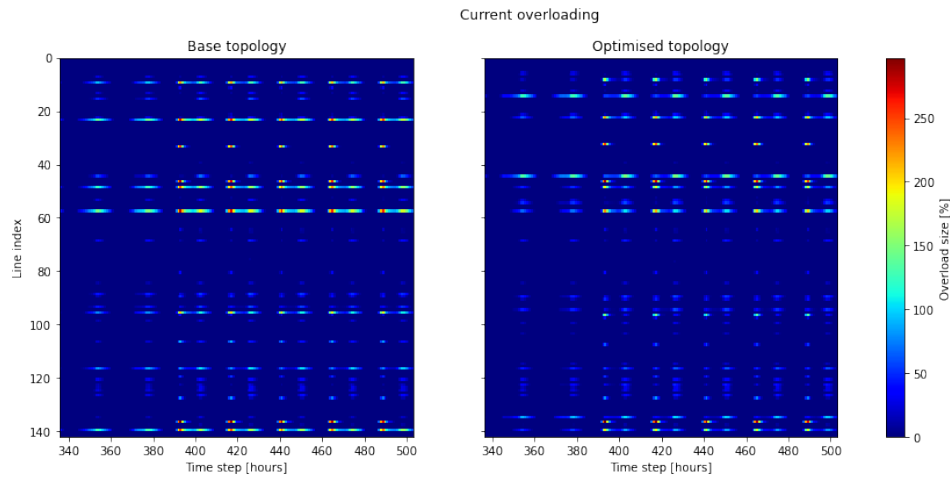 Current overloading
Base topology
Optimised topology
0
20
40
60
80
100
120
140
Line index
340 360 380 400 420 440 460 480 500
Time step [hours]
340 360 380 400 420 440 460 480 500
Time step [hours]
250
200
150
100
50
0
Overload size [%]